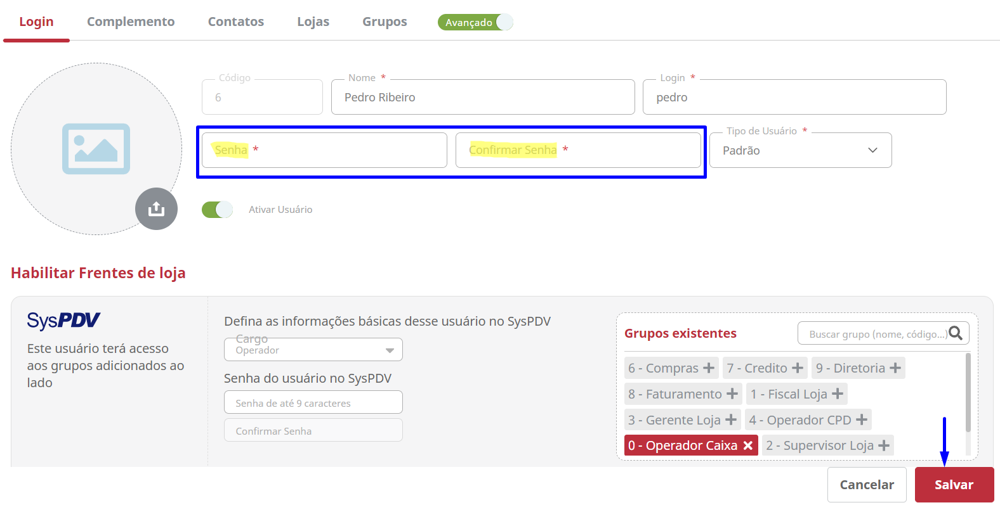 Login Complemento Contatos Lojas Grupos Avançado
Código Nome * Login *
6 Pedro Ribeiro pedro
Tipo de Usuário *
Senha * Confirmar Senha * Padrão
Ativar Usuário
Habilitar Frentes de loja
SysPDV
Este usuário terá acesso
aos grupos adicionados ao
lado
Defina as informações básicas desse usuário no SysPDV
Cargo
Operador
Senha do usuário no SysPDV
Senha de até 9 caracteres
Confirmar Senha
Grupos existentes Buscar grupo (nome, código...)
6 - Compras + 7 - Credito + 9 - Diretoria +
8 - Faturamento + 1 - Fiscal Loja +
3 - Gerente Loja + 4 - Operador CPD +
0 - Operador Caixa × 2 - Supervisor Loja +
Cancelar Salvar